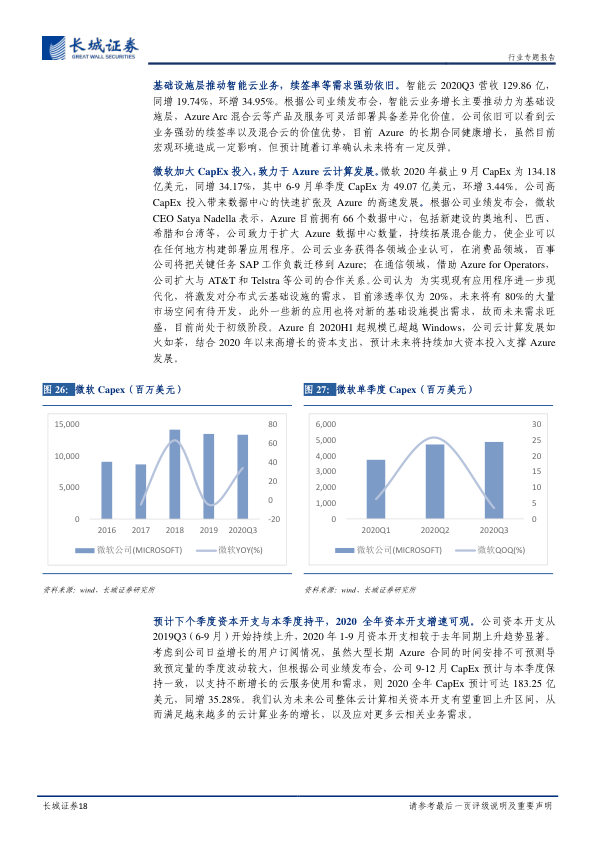 长城证券
GREAT WALL SECURITIES
行业专题报告
基础设施层推动智能云业务，续签率等需求强劲依旧。智能云 2020Q3 营收 129.86 亿，
同增 19.74%，环增 34.95%。根据公司业绩发布会，智能云业务增长主要推动力为基础设
施层，Azure Arc 混合云等产品及服务可灵活部署具备差异化价值。公司依旧可以看到云
业务强劲的续签率以及混合云的价值优势，目前 Azure 的长期合同健康增长，虽然目前
宏观环境造成一定影响，但预计随着订单确认未来将有一定反弹。
微软加大 CapEx 投入，致力于 Azure 云计算发展。微软 2020 年截止 9 月 CapEx 为 134.18
亿美元，同增 34.17%，其中 6-9 月单季度 CapEx 为 49.07 亿美元，环增 3.44%。公司高
CapEx 投入带来数据中心的快速扩张及 Azure 的高速发展。根据公司业绩发布会，微软
CEO Satya Nadella 表示，Azure 目前拥有 66 个数据中心，包括新建设的奥地利、巴西、
希腊和台湾等，公司致力于扩大 Azure 数据中心数量，持续拓展混合能力，使企业可以
在任何地方构建部署应用程序。公司云业务获得各领域企业认可，在消费品领域，百事
公司将把关键任务 SAP 工作负载迁移到 Azure；在通信领域，借助 Azure for Operators，
公司扩大与 AT&T 和 Telstra 等公司的合作关系。公司认为 为实现现有应用程序进一步现
代化，将激发对分布式云基础设施的需求，目前渗透率仅为 20%，未来将有 80%的大量
市场空间有待开发，此外一些新的应用也将对新的基础设施提出需求，故而未来需求旺
盛，目前尚处于初级阶段。Azure 自 2020H1 起规模已超越 Windows，公司云计算发展如
火如荼，结合 2020 年以来高增长的资本支出，预计未来将持续加大资本投入支撑 Azure
发展。
图 26：微软 Capex（百万美元）
15,000
10,000
5,000
0
80
60
40
20
0
-20
2016 2017 2018 2019 2020Q3
微软公司(MICROSOFT) 微软YOY(%)
资料来源：wind、长城证券研究所
图 27：微软单季度 Capex（百万美元）
6,000
5,000
4,000
3,000
2,000
1,000
0
30
25
20
15
10
5
0
2020Q1 2020Q2 2020Q3
微软公司(MICROSOFT) 微软QOQ(%)
资料来源：wind、长城证券研究所
预计下个季度资本开支与本季度持平，2020 全年资本开支增速可观。公司资本开支从
2019Q3（6-9 月）开始持续上升，2020 年 1-9 月资本开支相较于去年同期上升趋势显著。
考虑到公司日益增长的用户订阅情况，虽然大型长期 Azure 合同的时间安排不可预测导
致预定量的季度波动较大，但根据公司业绩发布会，公司 9-12 月 CapEx 预计与本季度保
持一致，以支持不断增长的云服务使用和需求，则 2020 全年 CapEx 预计可达 183.25 亿
美元，同增 35.28%。我们认为未来公司整体云计算相关资本开支有望重回上升区间，从
而满足越来越多的云计算业务的增长，以及应对更多云相关业务需求。
长城证券18
请参考最后一页评级说明及重要声明